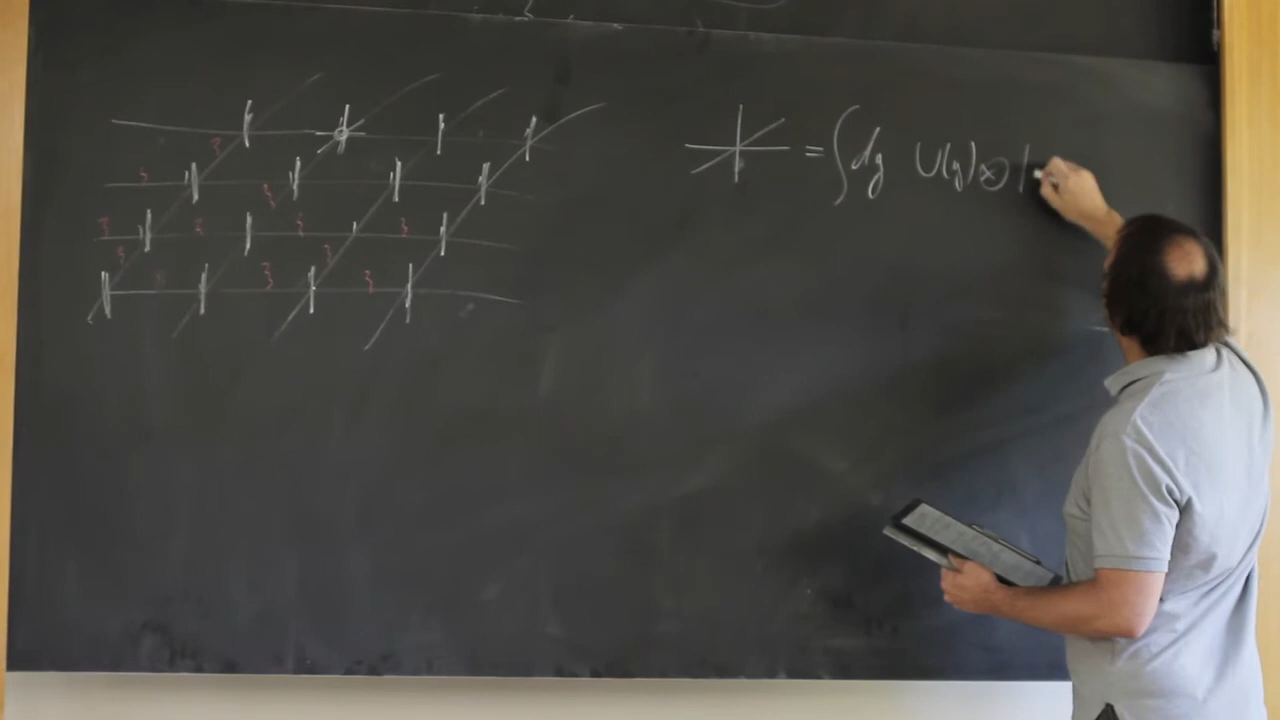 = ∫ dg U(g) ⊗ |